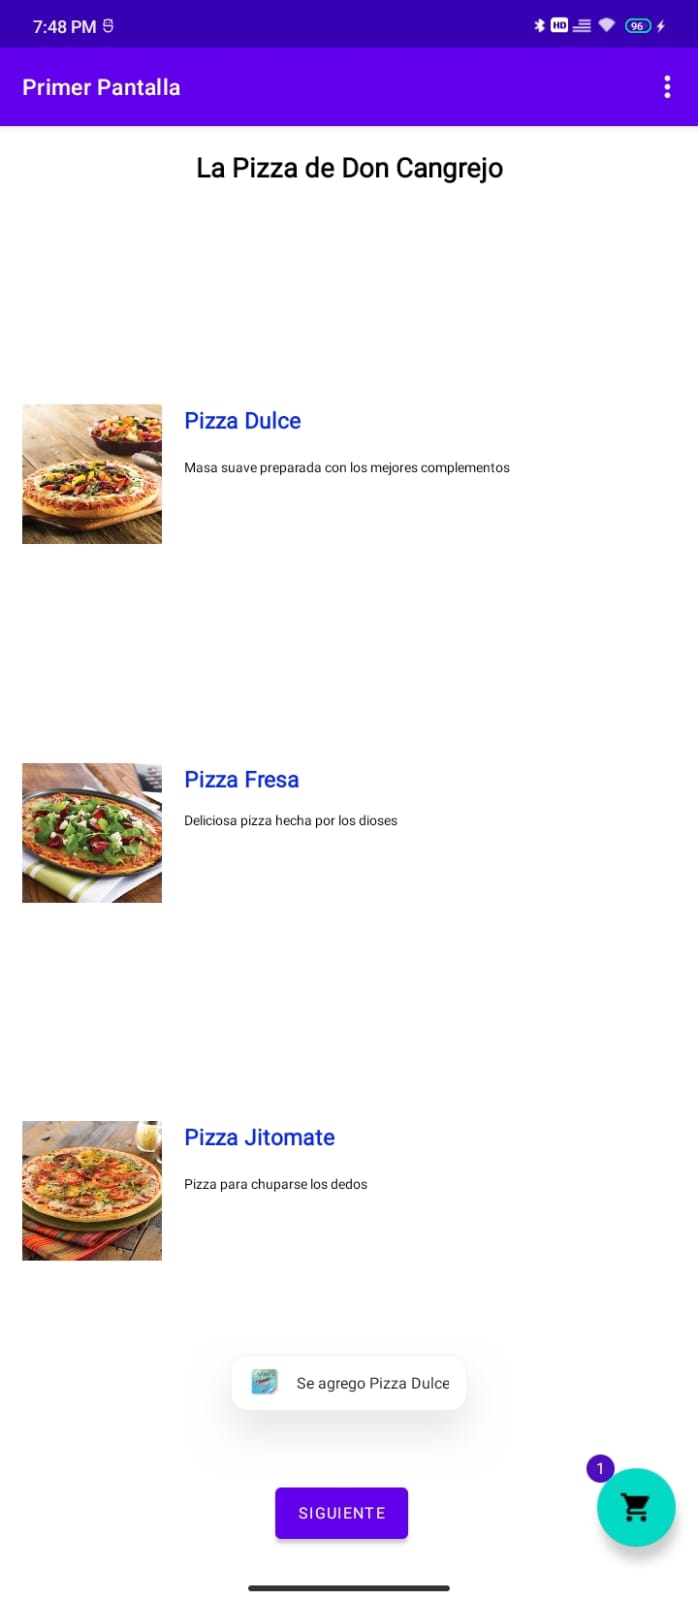 7:48 PM
HD
96
Primer Pantalla
La Pizza de Don Cangrejo
Pizza Dulce
Masa suave preparada con los mejores complementos
Pizza Fresa
Deliciosa pizza hecha por los dioses
Pizza Jitomate
Pizza para chuparse los dedos
Se agrego Pizza Dulce
1
SIGUIENTE